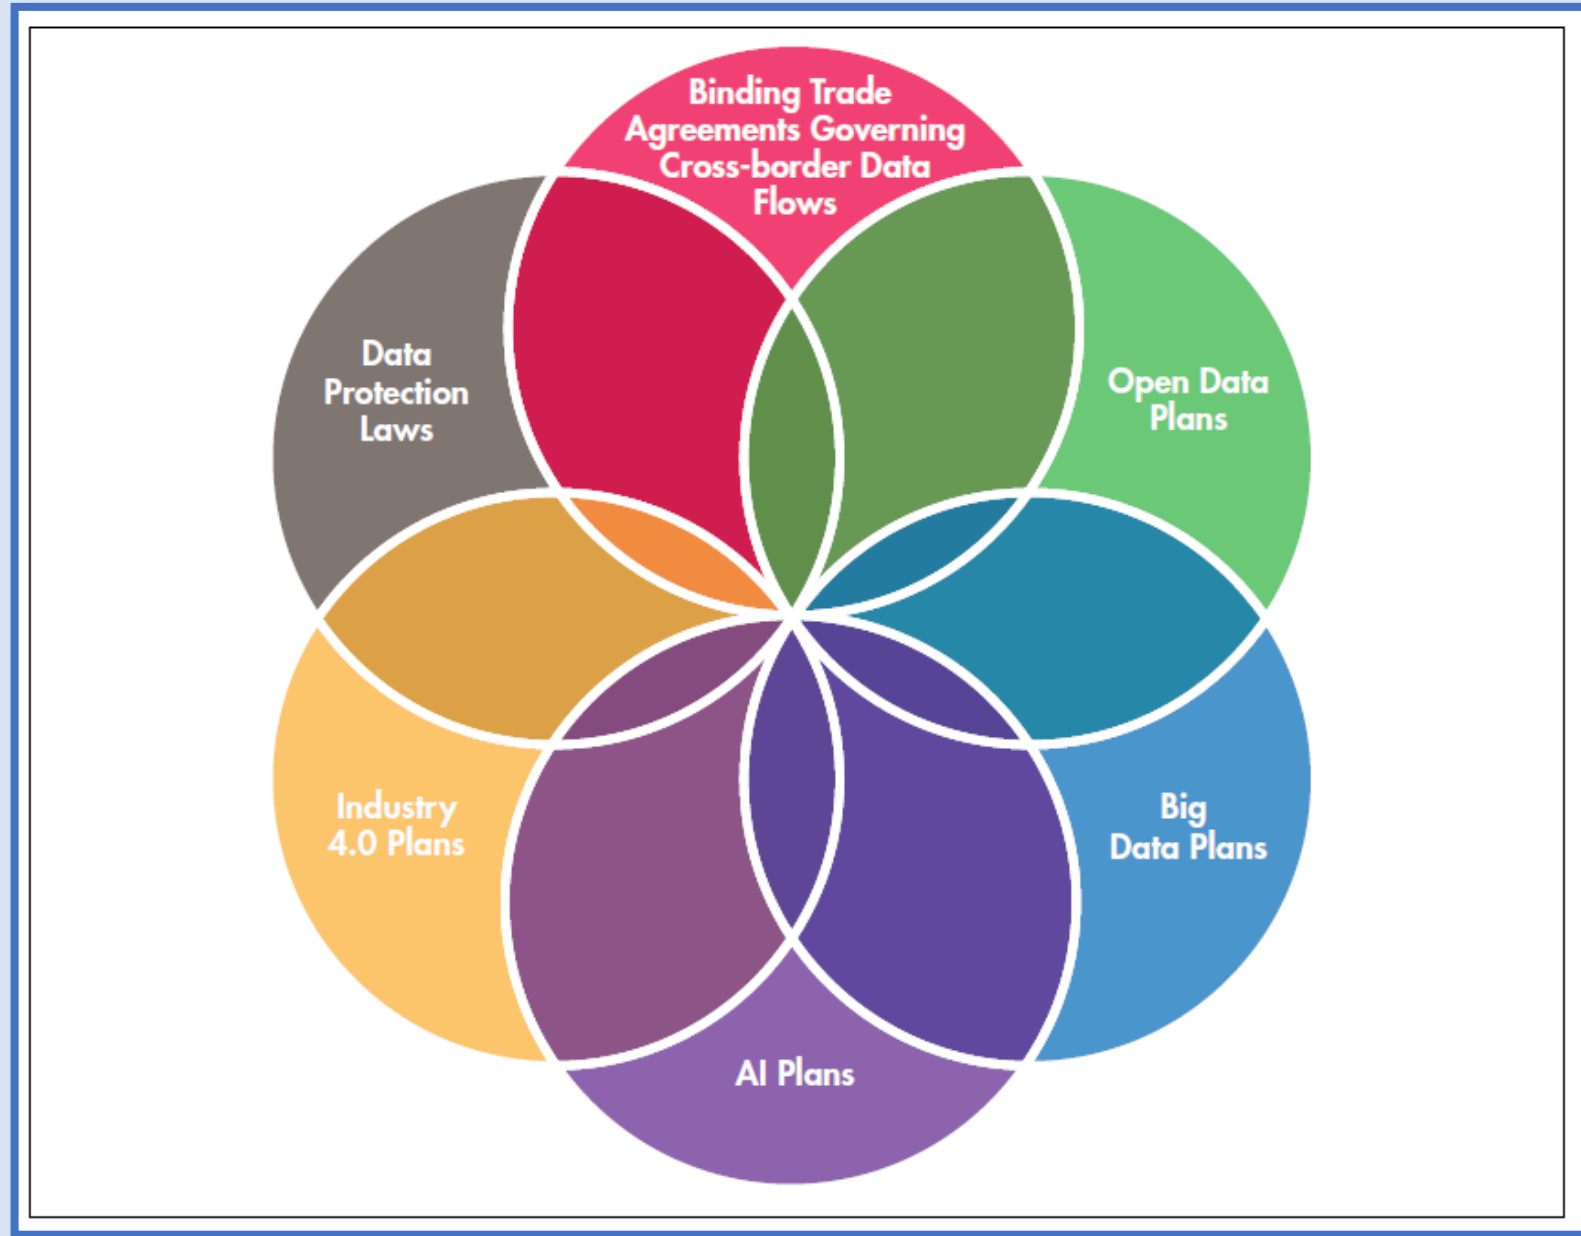 Binding Trade
Agreements Governing
Cross-border Data
Flows
Data
Protection
Laws
Open Data
Plans
Industry
4.0 Plans
Big
Data Plans
AI Plans